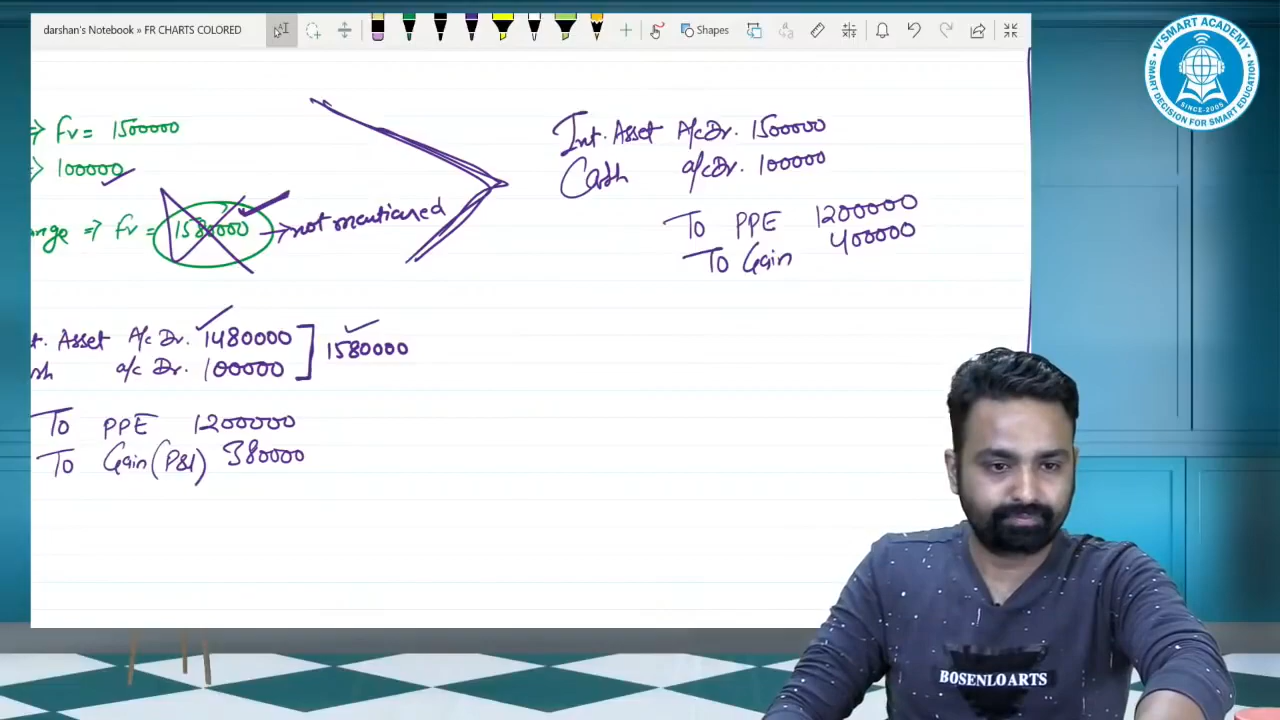 darshan's Notebook » FR CHARTS COLORED
Shapes
⇒ Fv = 1500000
⇒ 100000
ange ⇒ Fv = 1580000 → not mentioned
t. Asset A/c Dr. 1480000
sh a/c Dr. 100000
1580000
To PPE 1200000
To Gain (P&L) 380000
Int. Asset A/c Dr. 1500000
Cash a/c Dr. 100000
To PPE 1200000
To Gain 400000
V'SMART ACADEMY
SINCE-2005
SMART DECISION FOR SMART EDUCATION
BOSENLOARTS